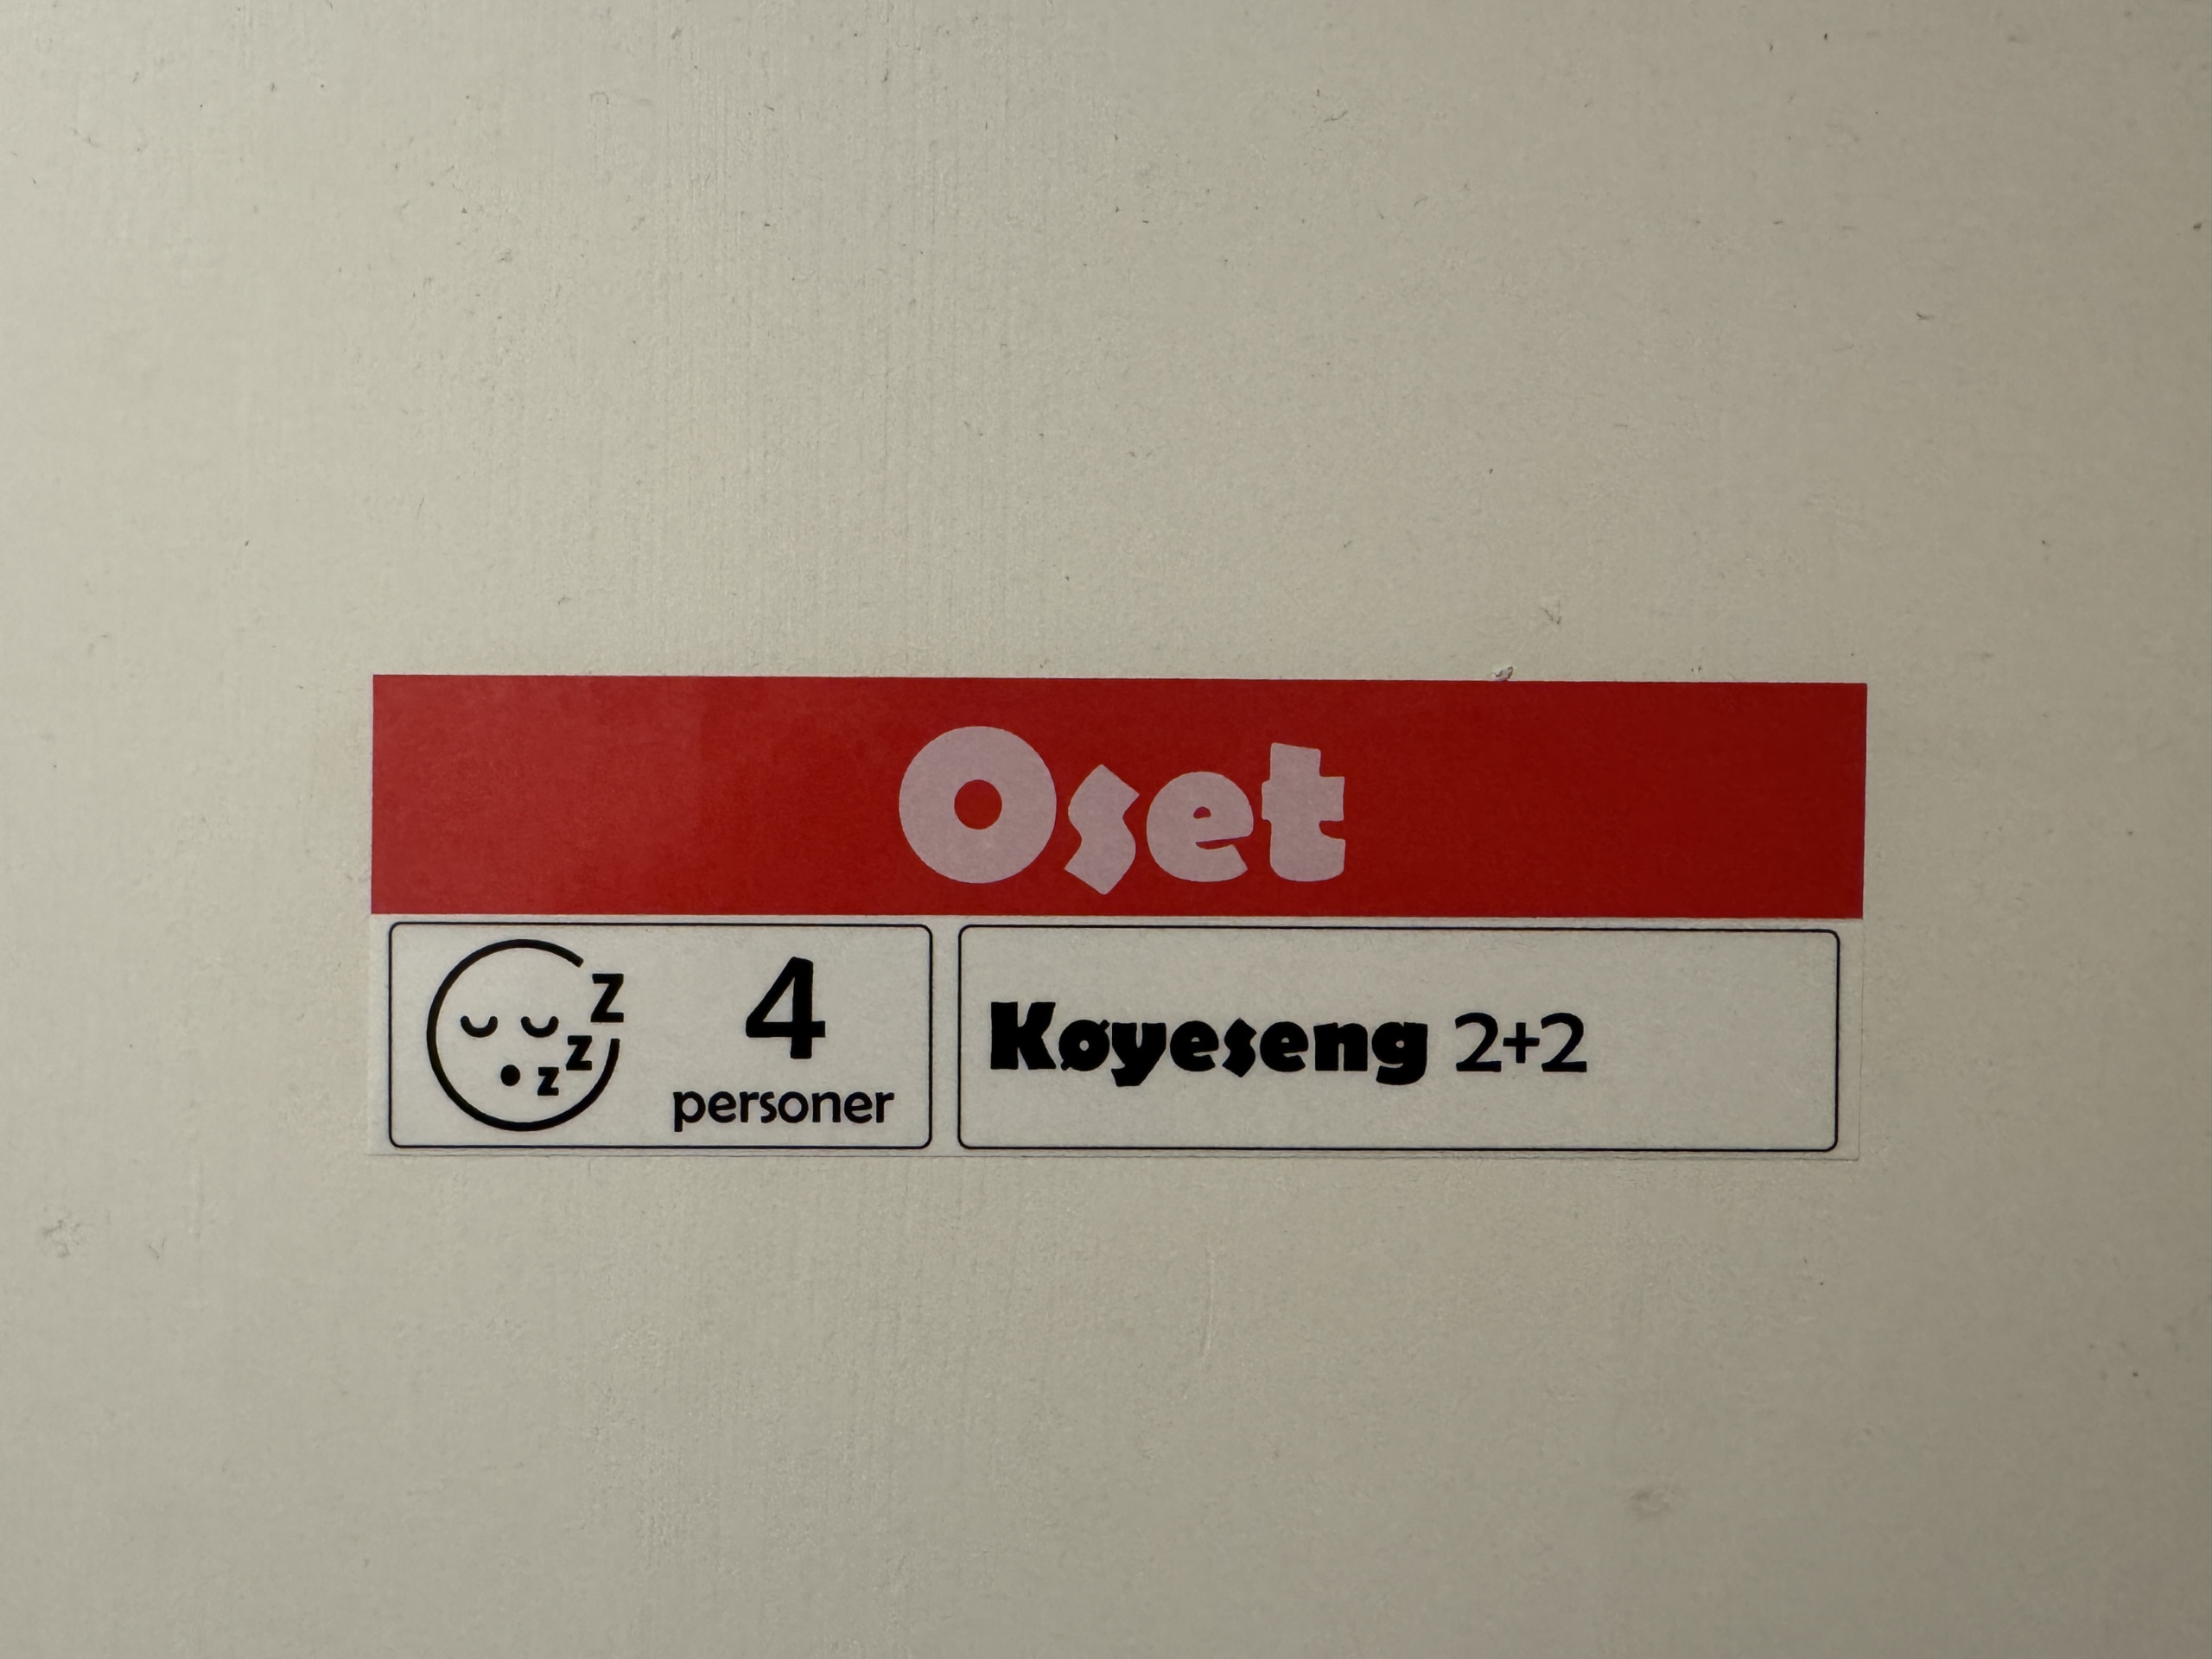 Oset
z
z
z
4
personer
Køyeseng 2+2